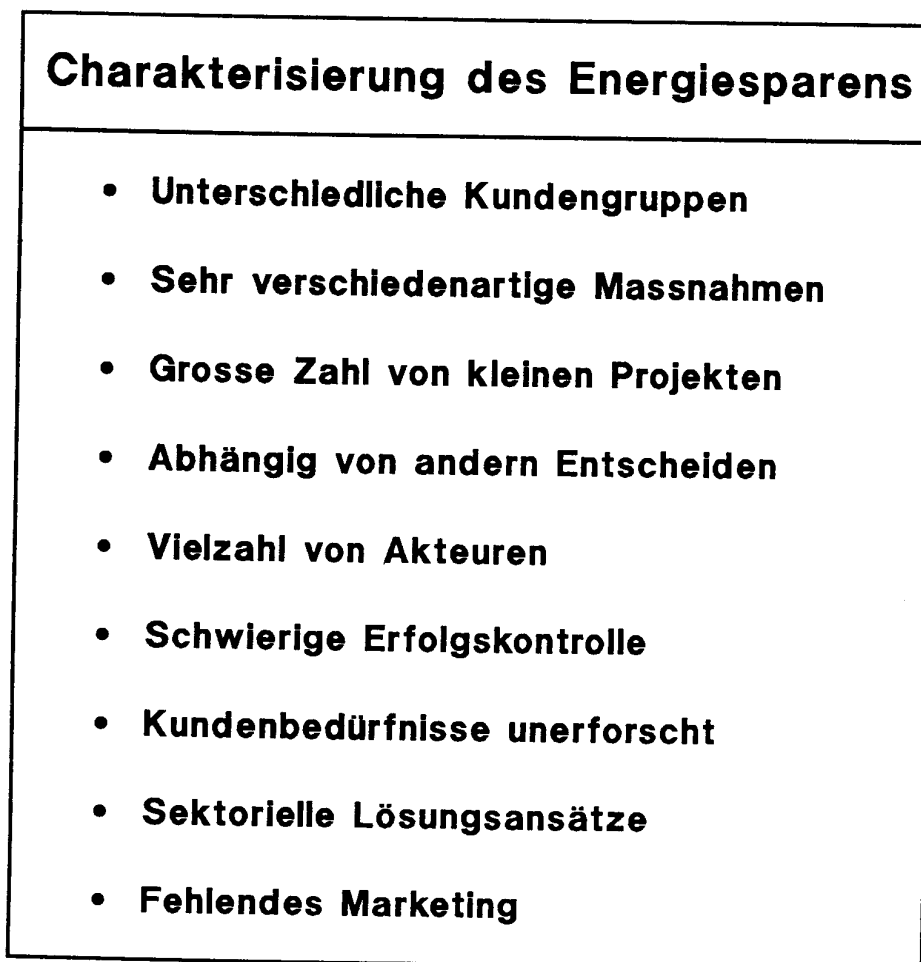 Charakterisierung des Energiesparens
• Unterschiedliche Kundengruppen
• Sehr verschiedenartige Massnahmen
• Grosse Zahl von kleinen Projekten
• Abhängig von andern Entscheiden
• Vielzahl von Akteuren
• Schwierige Erfolgskontrolle
• Kundenbedürfnisse unerforscht
• Sektorielle Lösungsansätze
• Fehlendes Marketing